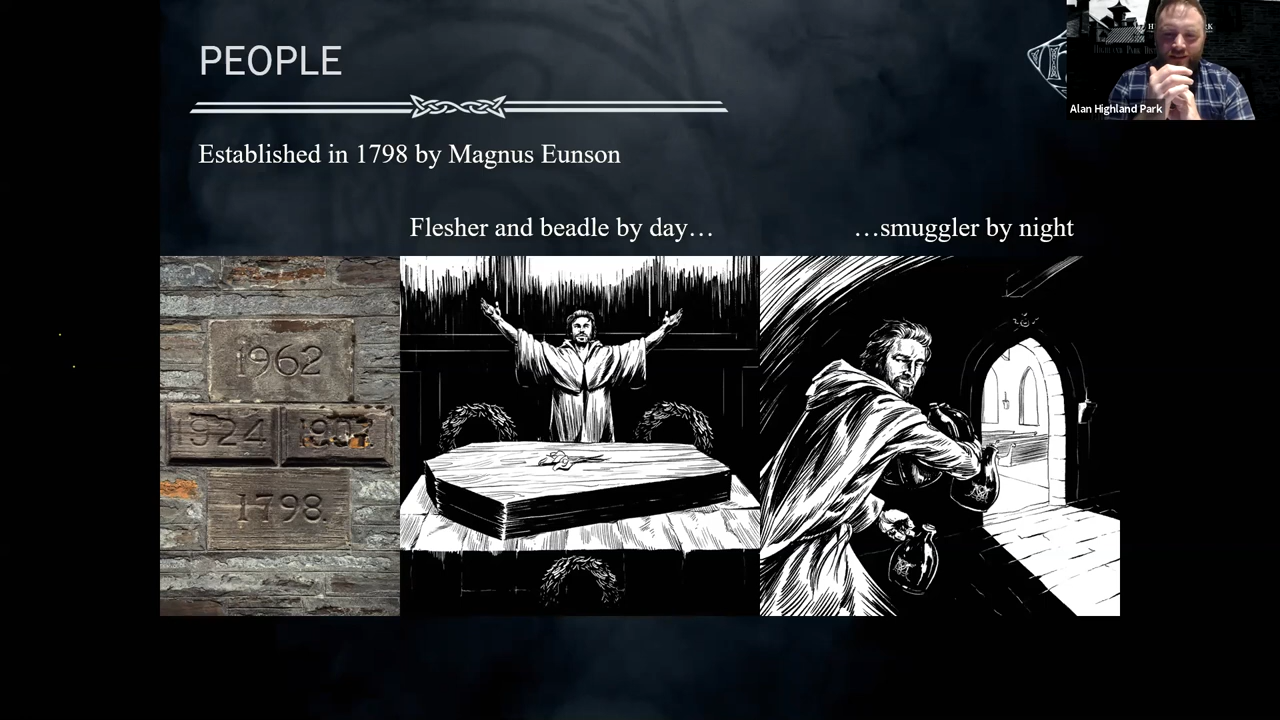 PEOPLE
Alan Highland Park
Established in 1798 by Magnus Eunson
Flesher and beadle by day…
…smuggler by night
1962
1924 1907
1798.